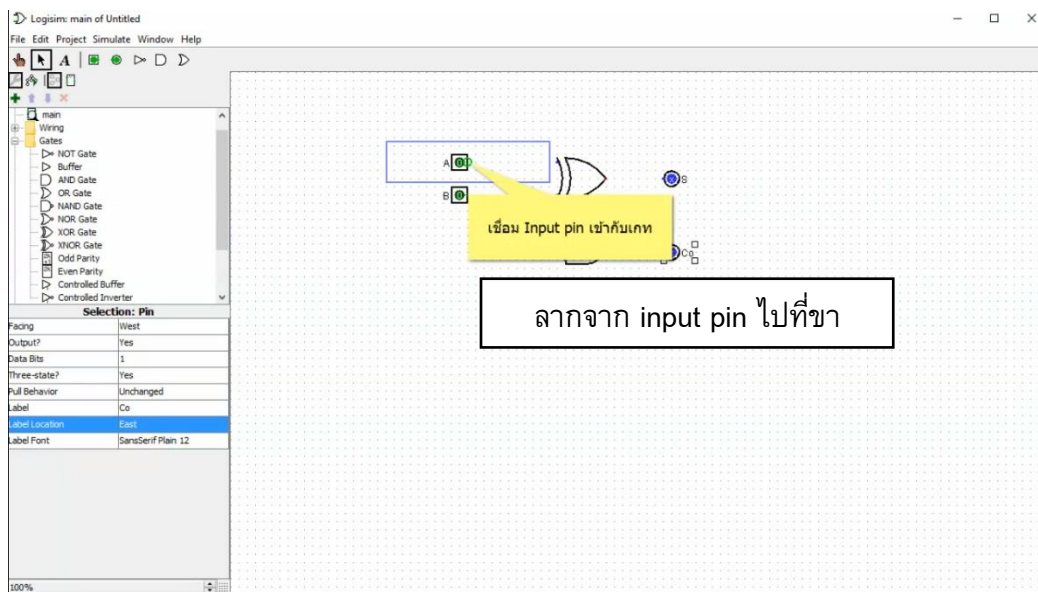 Logisim: main of Untitled
File Edit Project Simulate Window Help
A
main
Wiring
Gates
NOT Gate
Buffer
AND Gate
OR Gate
NAND Gate
NOR Gate
XOR Gate
XNOR Gate
Odd Parity
Even Parity
Controlled Buffer
Controlled Inverter
Selection: Pin
Facing West
Output? Yes
Data Bits 1
Three-state? Yes
Pull Behavior Unchanged
Label Co
Label Location East
Label Font SansSerif Plain 12
100%
A 0
B 0
S
Co
เชื่อม Input pin เข้ากับเกท
ลากจาก input pin ไปที่ขา